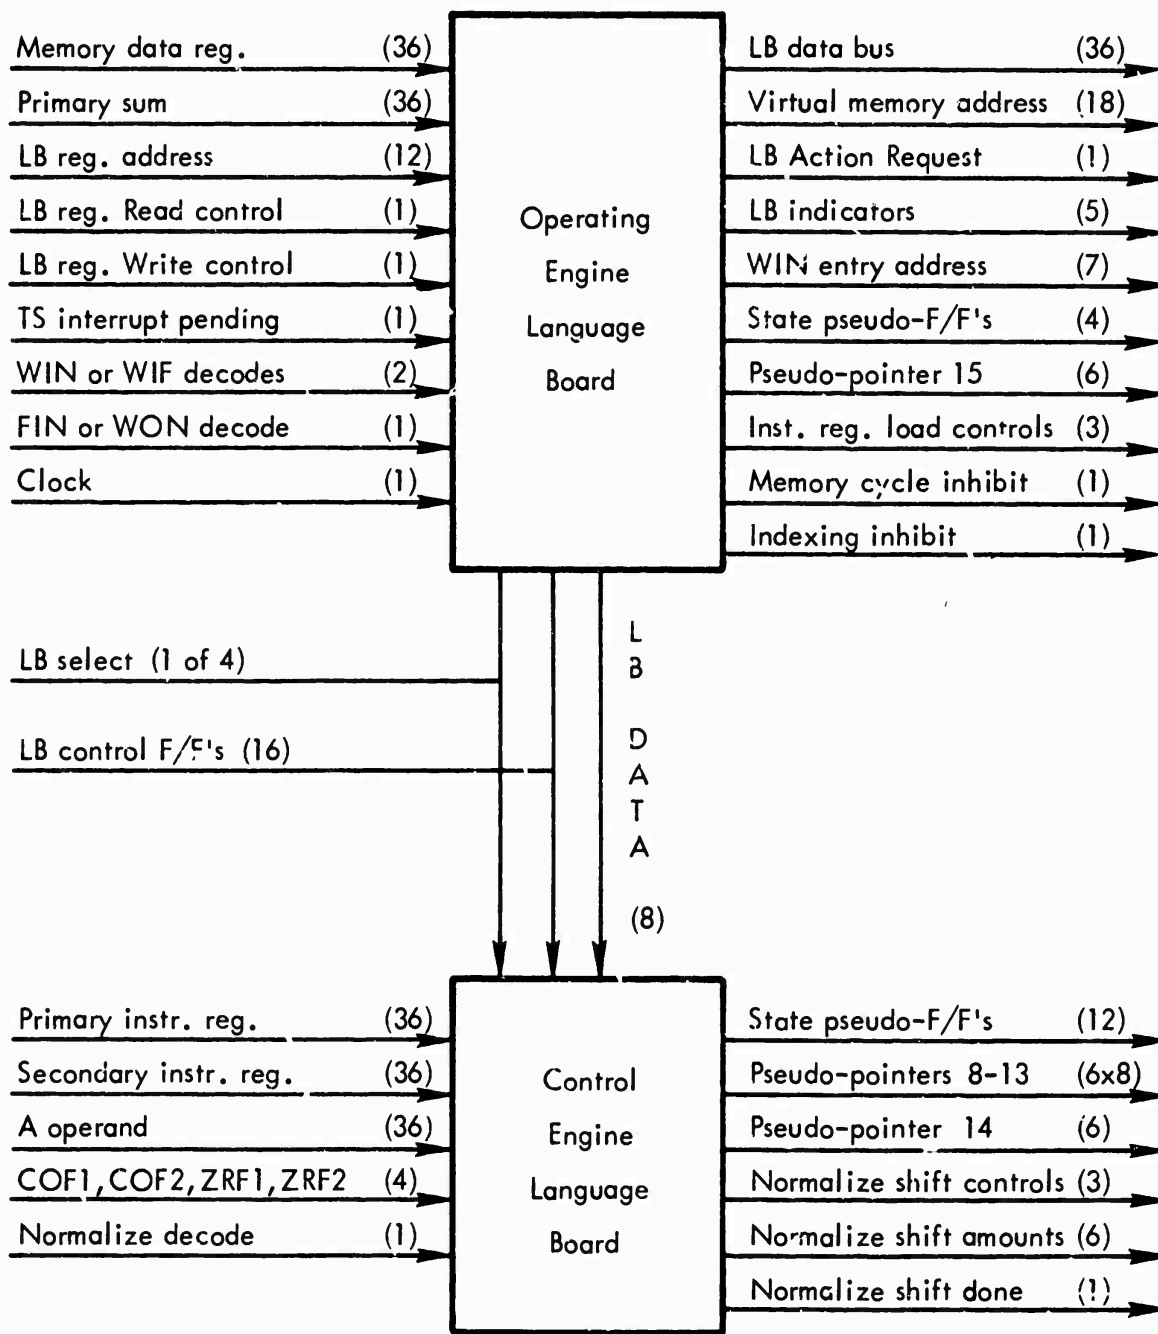 Memory data reg. (36)
Primary sum (36)
LB reg. address (12)
LB reg. Read control (1)
LB reg. Write control (1)
TS interrupt pending (1)
WIN or WIF decodes (2)
FIN or WON decode (1)
Clock (1)
Operating
Engine
Language
Board
LB data bus (36)
Virtual memory address (18)
LB Action Request (1)
LB indicators (5)
WIN entry address (7)
State pseudo-F/F's (4)
Pseudo-pointer 15 (6)
Inst. reg. load controls (3)
Memory cycle inhibit (1)
Indexing inhibit (1)
LB select (1 of 4)
LB control F/F's (16)
LB DATA
(8)
Primary instr. reg. (36)
Secondary instr. reg. (36)
A operand (36)
COF1, COF2, ZRF1, ZRF2 (4)
Normalize decode (1)
Control
Engine
Language
Board
State pseudo-F/F's (12)
Pseudo-pointers 8-13 (6x8)
Pseudo-pointer 14 (6)
Normalize shift controls (3)
Normalize shift amounts (6)
Normalize shift done (1)